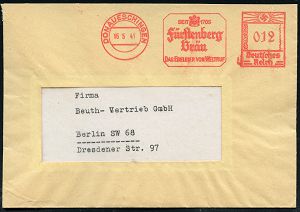 DONAUESCHINGEN
16 5 41
SEIT 1705
Fürstenberg
Bräu
DAS EDELBIER VON WELTRUF
012
Deutsches
Reich
Firma
Beuth-Vertrieb GmbH
Berlin SW 68
Dresdener Str. 97